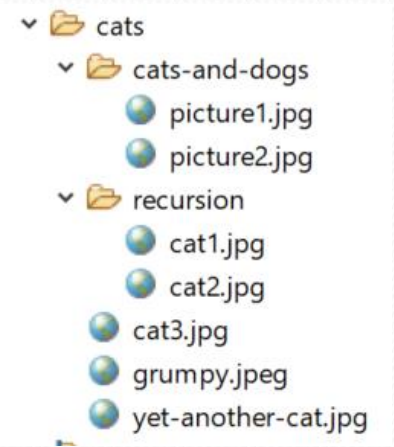 cats
cats-and-dogs
picture1.jpg
picture2.jpg
recursion
cat1.jpg
cat2.jpg
cat3.jpg
grumpy.jpeg
yet-another-cat.jpg